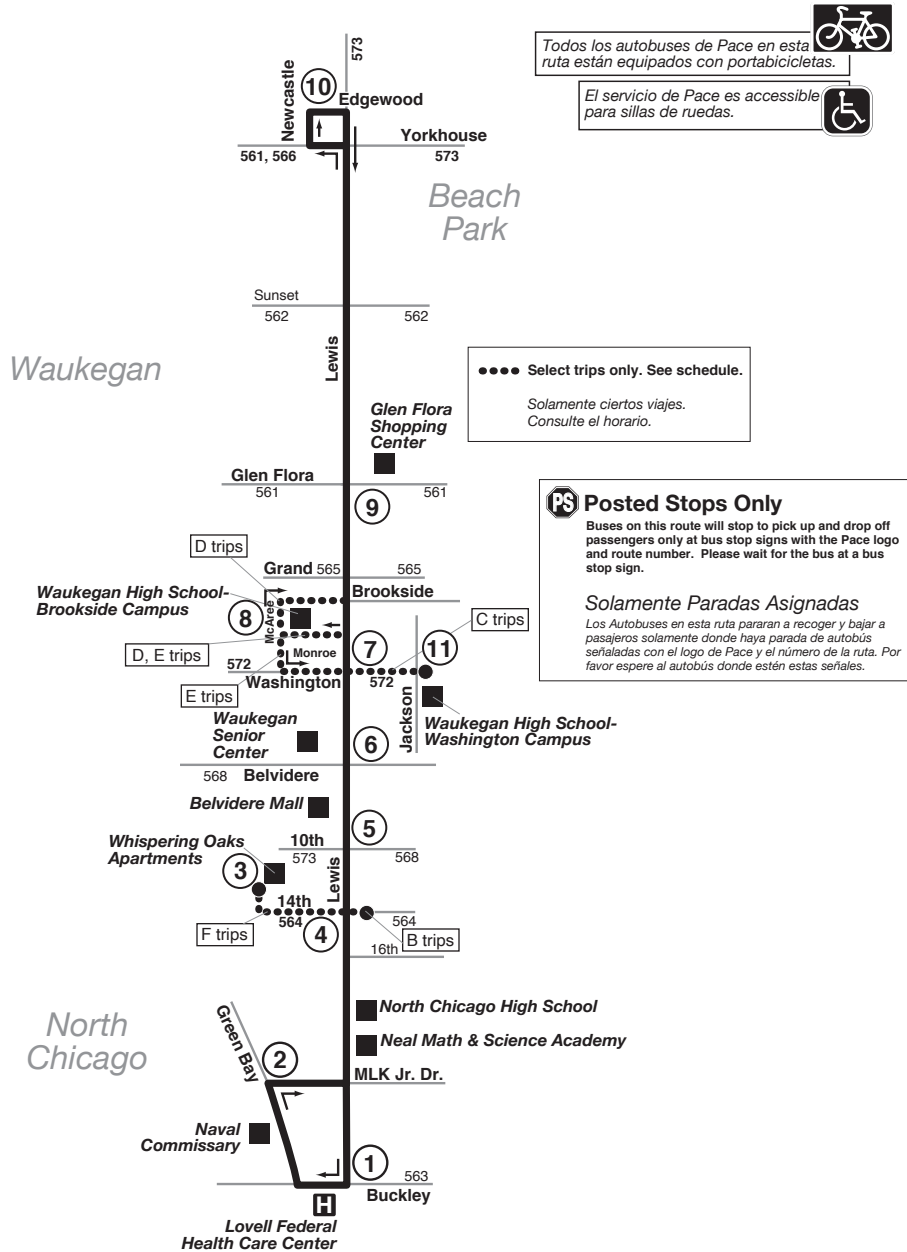 Todos los autobuses de Pace en esta
ruta están equipados con portabicicletas.
El servicio de Pace es accessible
para sillas de ruedas.
573
10
Edgewood
Newcastle
Yorkhouse
561, 566
573
Beach
Park
Sunset
562
562
Waukegan
Lewis
Select trips only. See schedule.
Solamente ciertos viajes.
Consulte el horario.
Glen Flora
Shopping
Center
Glen Flora
561
561
9
PS Posted Stops Only
Buses on this route will stop to pick up and drop off
passengers only at bus stop signs with the Pace logo
and route number. Please wait for the bus at a bus
stop sign.
Solamente Paradas Asignadas
Los Autobuses en esta ruta pararan a recoger y bajar a
pasajeros solamente donde haya parada de autobús
señaladas con el logo de Pace y el número de la ruta. Por
favor espere al autobús donde estén estas señales.
D trips
Grand 565
565
Waukegan High School-
Brookside Campus
Brookside
8
McAree
C trips
D, E trips
Monroe
7
11
572
Washington
572
E trips
Jackson
Waukegan High School-
Washington Campus
Waukegan
Senior
Center
6
568 Belvidere
Belvidere Mall
5
Whispering Oaks
Apartments
10th
573
568
3
Lewis
14th
564
564
F trips
4
B trips
16th
North
Chicago
North Chicago High School
Neal Math & Science Academy
Green Bay
2
MLK Jr. Dr.
Naval
Commissary
1
563
Buckley
H
Lovell Federal
Health Care Center